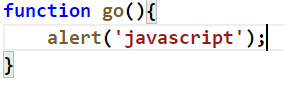 function go(){
    alert('javascript');
}